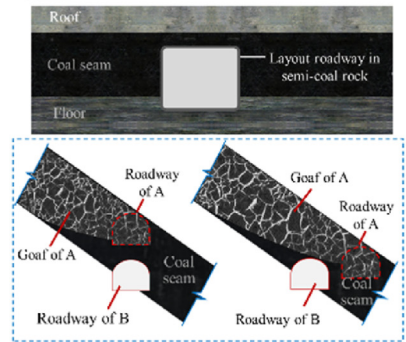 Roof
Coal seam
Layout roadway in
semi-coal rock
Floor
Roadway
of A
Goaf of A
Coal
seam
Roadway of B
Goaf of A
Roadway
of A
Coal
seam
Roadway of B